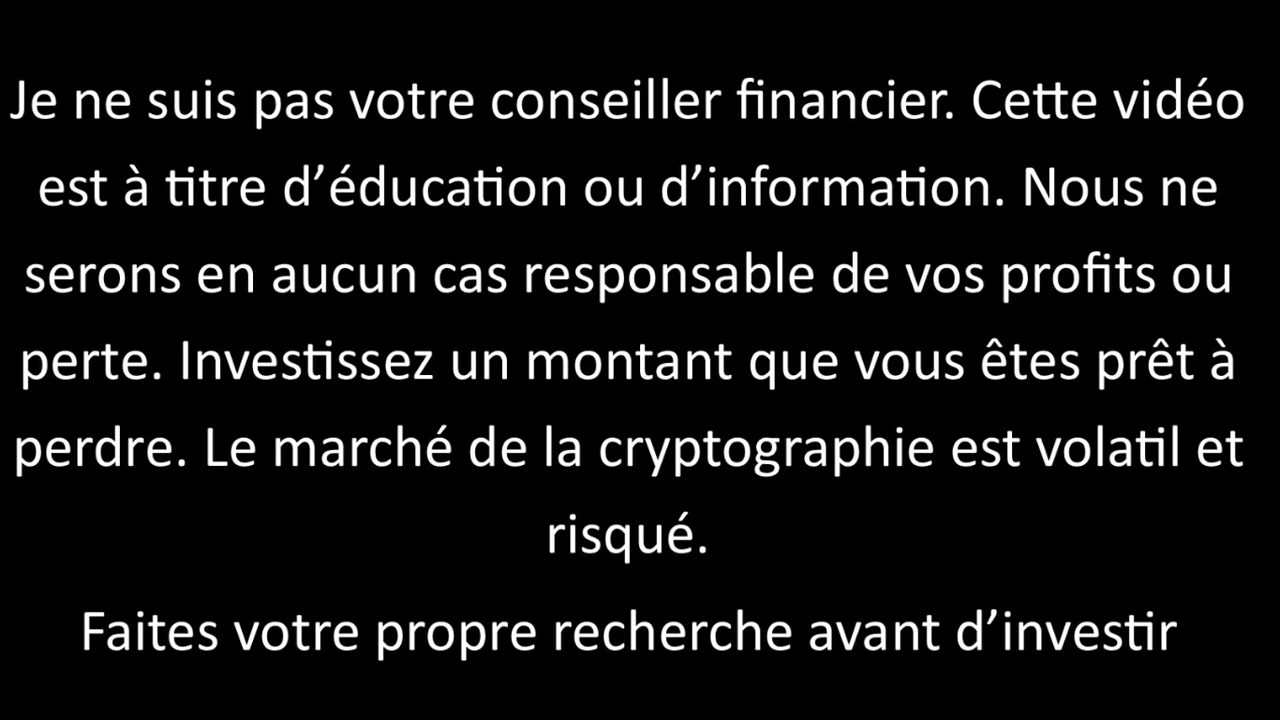 Je ne suis pas votre conseiller financier. Cette vidéo
est à titre d’éducation ou d’information. Nous ne
serons en aucun cas responsable de vos profits ou
perte. Investissez un montant que vous êtes prêt à
perdre. Le marché de la cryptographie est volatil et
risqué.
Faites votre propre recherche avant d’investir